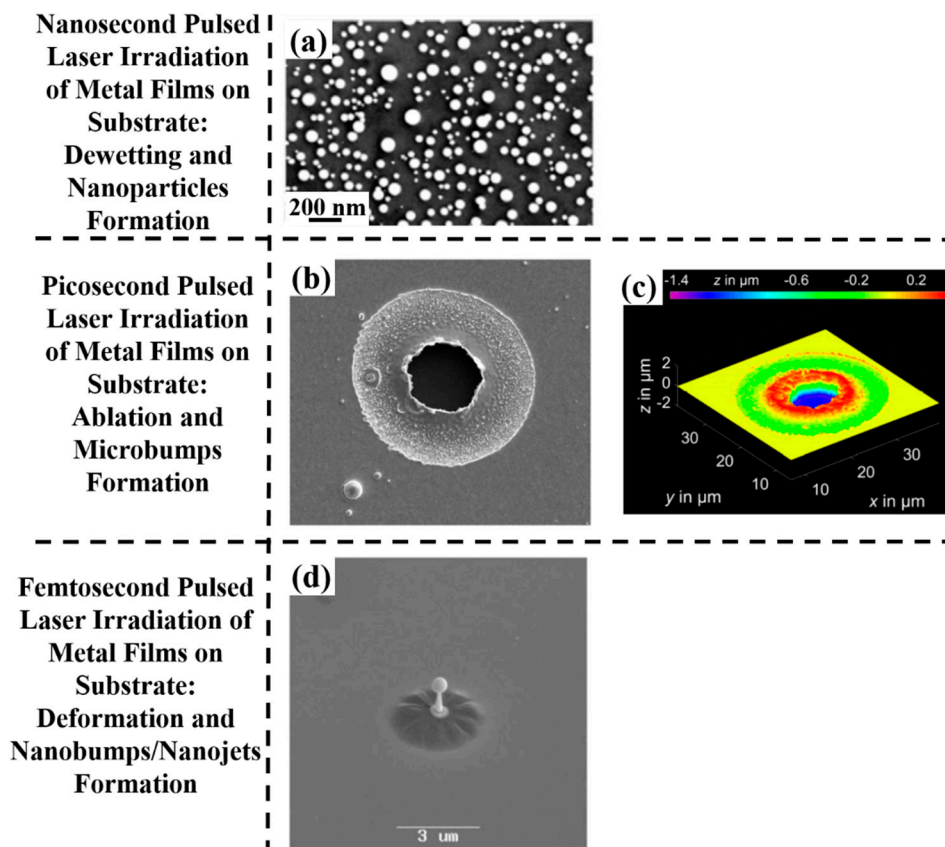 Nanosecond Pulsed
Laser Irradiation
of Metal Films on
Substrate:
Dewetting and
Nanoparticles
Formation
(a)
200 nm
Picosecond Pulsed
Laser Irradiation
of Metal Films on
Substrate:
Ablation and
Microbumps
Formation
(b)
(c)
-1.4 z in µm -0.6 -0.2 0.2
z in µm
2
0
-2
30
20
10
y in µm
10
20
30
x in µm
Femtosecond Pulsed
Laser Irradiation of
Metal Films on
Substrate:
Deformation and
Nanobumps/Nanojets
Formation
(d)
3 um